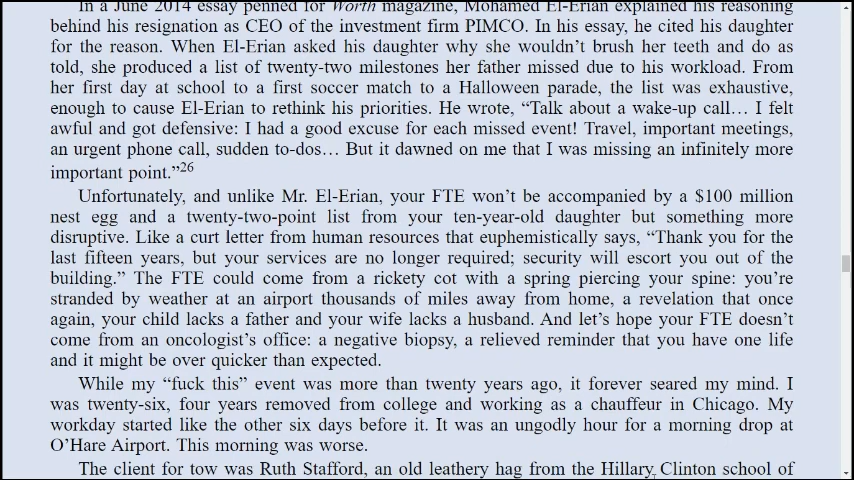 In a June 2014 essay penned for Worth magazine, Mohamed El-Erian explained his reasoning
behind his resignation as CEO of the investment firm PIMCO. In his essay, he cited his daughter
for the reason. When El-Erian asked his daughter why she wouldn’t brush her teeth and do as
told, she produced a list of twenty-two milestones her father missed due to his workload. From
her first day at school to a first soccer match to a Halloween parade, the list was exhaustive,
enough to cause El-Erian to rethink his priorities. He wrote, “Talk about a wake-up call… I felt
awful and got defensive: I had a good excuse for each missed event! Travel, important meetings,
an urgent phone call, sudden to-dos… But it dawned on me that I was missing an infinitely more
important point.”26
Unfortunately, and unlike Mr. El-Erian, your FTE won’t be accompanied by a $100 million
nest egg and a twenty-two-point list from your ten-year-old daughter but something more
disruptive. Like a curt letter from human resources that euphemistically says, “Thank you for the
last fifteen years, but your services are no longer required; security will escort you out of the
building.” The FTE could come from a rickety cot with a spring piercing your spine: you’re
stranded by weather at an airport thousands of miles away from home, a revelation that once
again, your child lacks a father and your wife lacks a husband. And let’s hope your FTE doesn’t
come from an oncologist’s office: a negative biopsy, a relieved reminder that you have one life
and it might be over quicker than expected.
While my “fuck this” event was more than twenty years ago, it forever seared my mind. I
was twenty-six, four years removed from college and working as a chauffeur in Chicago. My
workday started like the other six days before it. It was an ungodly hour for a morning drop at
O’Hare Airport. This morning was worse.
The client for tow was Ruth Stafford, an old leathery hag from the Hillary Clinton school of